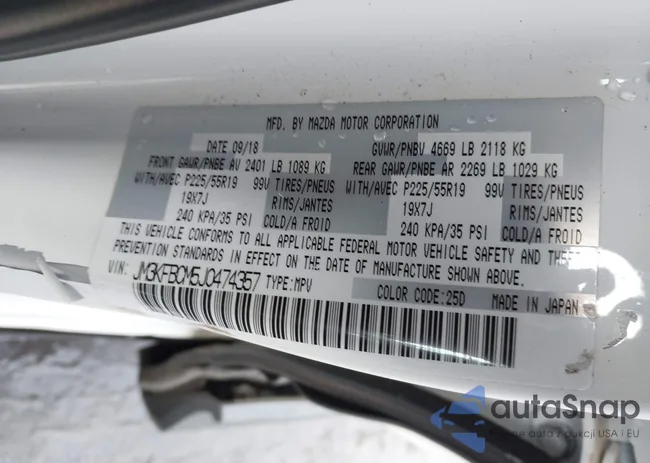 MFD. BY MAZDA MOTOR CORPORATION
DATE 09/18 GVWR/PNBV 4669 LB 2118 KG
FRONT GAWR/PNBE AV 2401 LB 1089 KG REAR GAWR/PNBE AR 2269 LB 1029 KG
WITH/AVEC P225/55R19 99V TIRES/PNEUS WITH/AVEC P225/55R19 99V TIRES/PNEUS
19X7J RIMS/JANTES 19X7J RIMS/JANTES
240 KPA/35 PSI COLD/A FROID 240 KPA/35 PSI COLD/A FROID
THIS VEHICLE CONFORMS TO ALL APPLICABLE FEDERAL MOTOR VEHICLE SAFETY AND THEFT
PREVENTION STANDARDS IN EFFECT ON THE DATE OF MANUFACTURE SHOWN ABOVE.
VIN: JM3KFBCM5J0474357 TYPE:MPV COLOR CODE:25D MADE IN JAPAN
autoSnap
auta z aukcji USA i EU